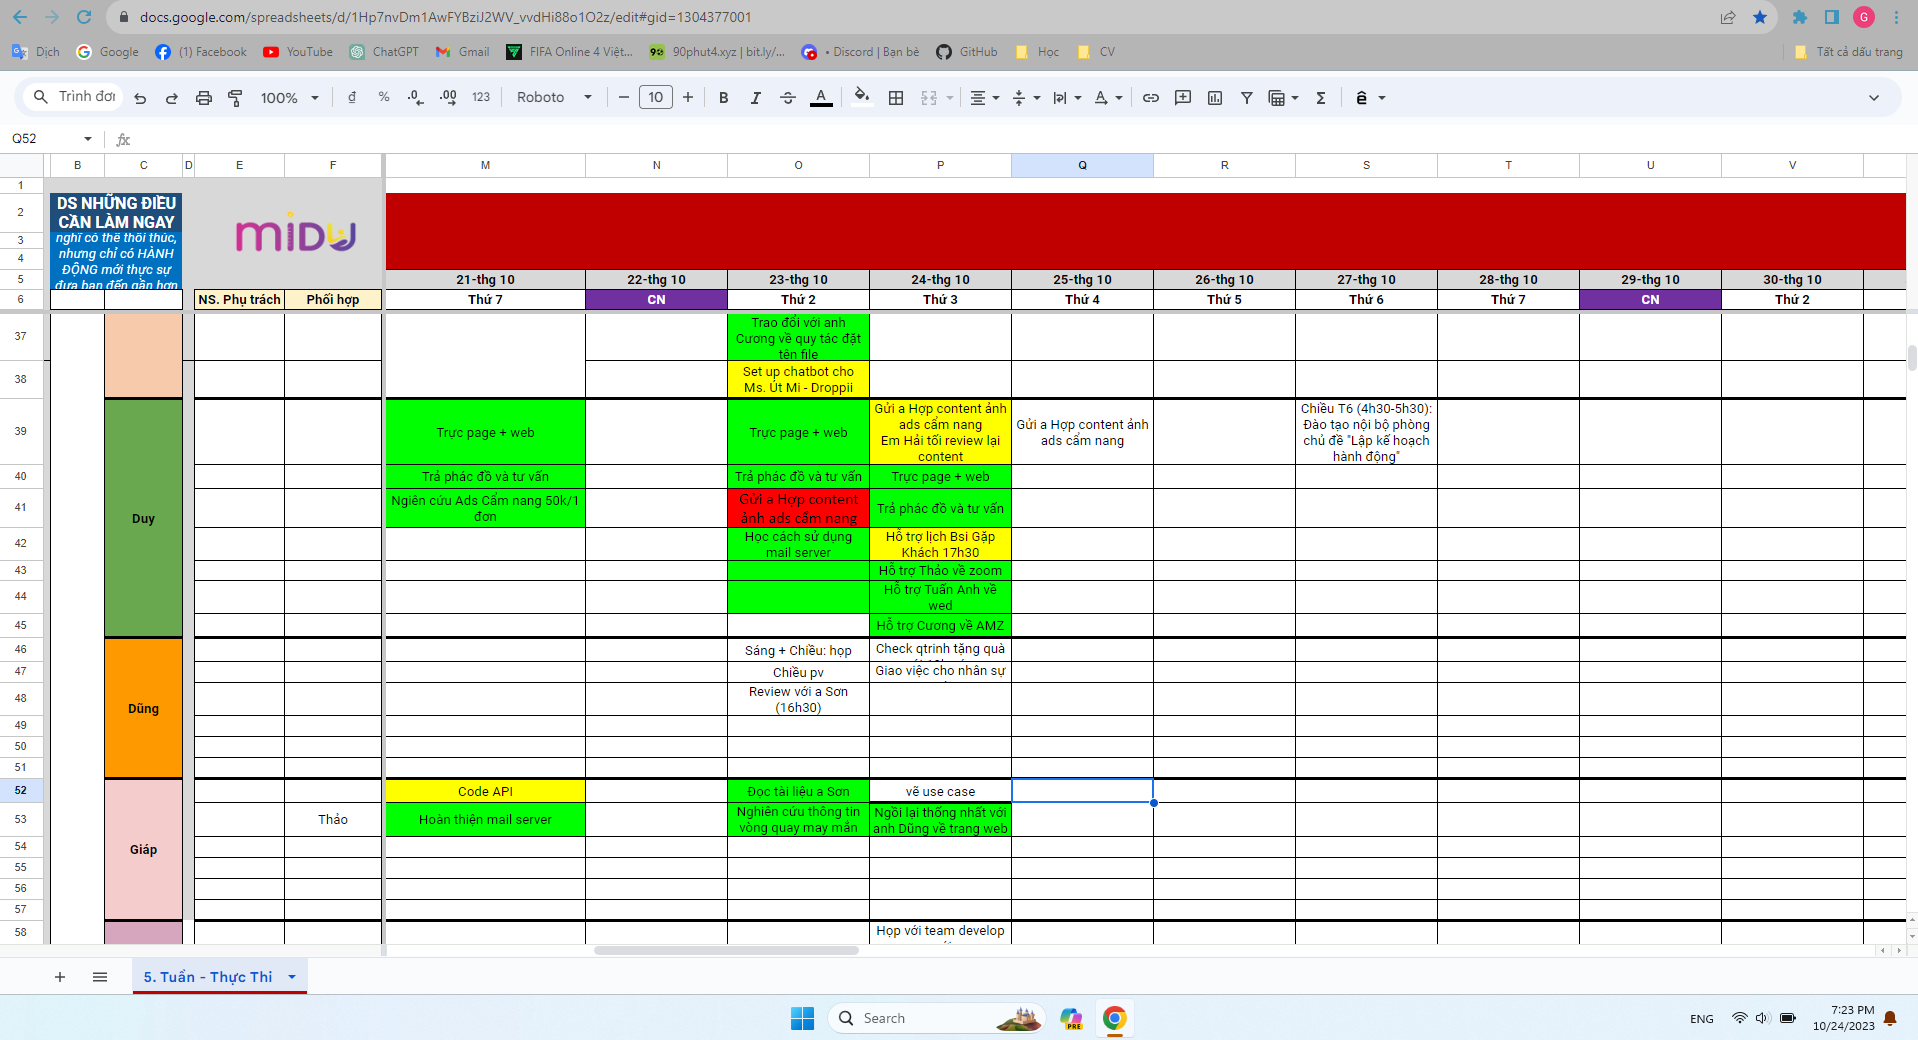 docs.google.com/spreadsheets/d/1Hp7nvDm1AwFYBziJ2WV_vvdHi88o1O2z/edit#gid=1304377001
G
Dịch
Google
(1) Facebook
YouTube
ChatGPT
Gmail
FIFA Online 4 Việt...
90phut4.xyz | bit.ly/...
• Discord | Bạn bè
GitHub
Học
CV
Tất cả dấu trang
Trình đơn
100%
đ
%
.0
.00
123
Roboto
10
B
I
A
Σ
ê
Q52
fx
B C D E F M N O P Q R S T U V
1
2
3
4
5
6
DS NHỮNG ĐIỀU
CẦN LÀM NGAY
nghĩ có thể thôi thúc,
nhưng chỉ có HÀNH
ĐỘNG mới thực sự
đưa bạn đến gần hơn
MIDU
21-thg 10 22-thg 10 23-thg 10 24-thg 10 25-thg 10 26-thg 10 27-thg 10 28-thg 10 29-thg 10 30-thg 10
NS. Phụ trách Phối hợp Thứ 7 CN Thứ 2 Thứ 3 Thứ 4 Thứ 5 Thứ 6 Thứ 7 CN Thứ 2
37
Trao đổi với anh
Cương về quy tắc đặt
tên file
38
Set up chatbot cho
Ms. Út Mi - Droppii
39
Trực page + web
Trực page + web
Gửi a Hợp content ảnh
ads cẩm nang
Em Hải tối review lại
content
Gửi a Hợp content ảnh
ads cẩm nang
Chiều T6 (4h30-5h30):
Đào tạo nội bộ phòng
chủ đề "Lập kế hoạch
hành động"
40
Trả phác đồ và tư vấn
Trả phác đồ và tư vấn
Trực page + web
41
Duy
Ngiên cứu Ads Cẩm nang 50k/1
đơn
Gửi a Hợp content
ảnh ads cẩm nang
Trả phác đồ và tư vấn
42
Học cách sử dụng
mail server
Hỗ trợ lịch Bsi Gặp
Khách 17h30
43
Hỗ trợ Thảo về zoom
44
Hỗ trợ Tuấn Anh về
wed
45
Hỗ trợ Cương về AMZ
46
Sáng + Chiều: họp
Check qtrinh tặng quà
47
Chiều pv
Giao việc cho nhân sự
48
Dũng
Review với a Sơn
(16h30)
49
50
51
52
Code API
Đọc tài liệu a Sơn
vẽ use case
53
Thảo
Hoàn thiện mail server
Nghiên cứu thông tin
vòng quay may mắn
Ngồi lại thống nhất với
anh Dũng về trang web
54
Giáp
55
56
57
58
Họp với team develop
5. Tuần - Thực Thi
Search
PRE
ENG
7:23 PM
10/24/2023